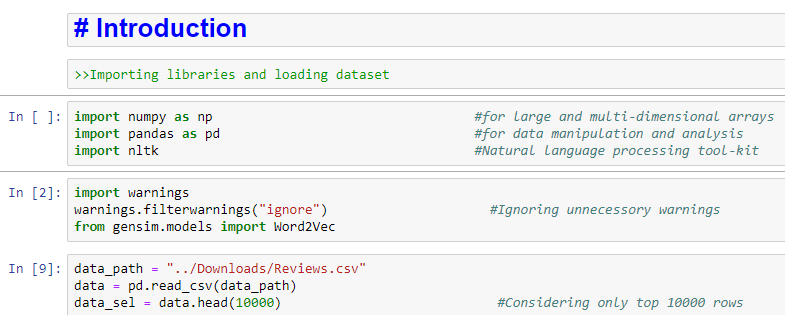 # Introduction
>>Importing libraries and loading dataset
In [ ]: import numpy as np #for large and multi-dimensional arrays
import pandas as pd #for data manipulation and analysis
import nltk #Natural language processing tool-kit
In [2]: import warnings
warnings.filterwarnings("ignore") #Ignoring unnecessory warnings
from gensim.models import Word2Vec
In [9]: data_path = "../Downloads/Reviews.csv"
data = pd.read_csv(data_path)
data_sel = data.head(10000) #Considering only top 10000 rows